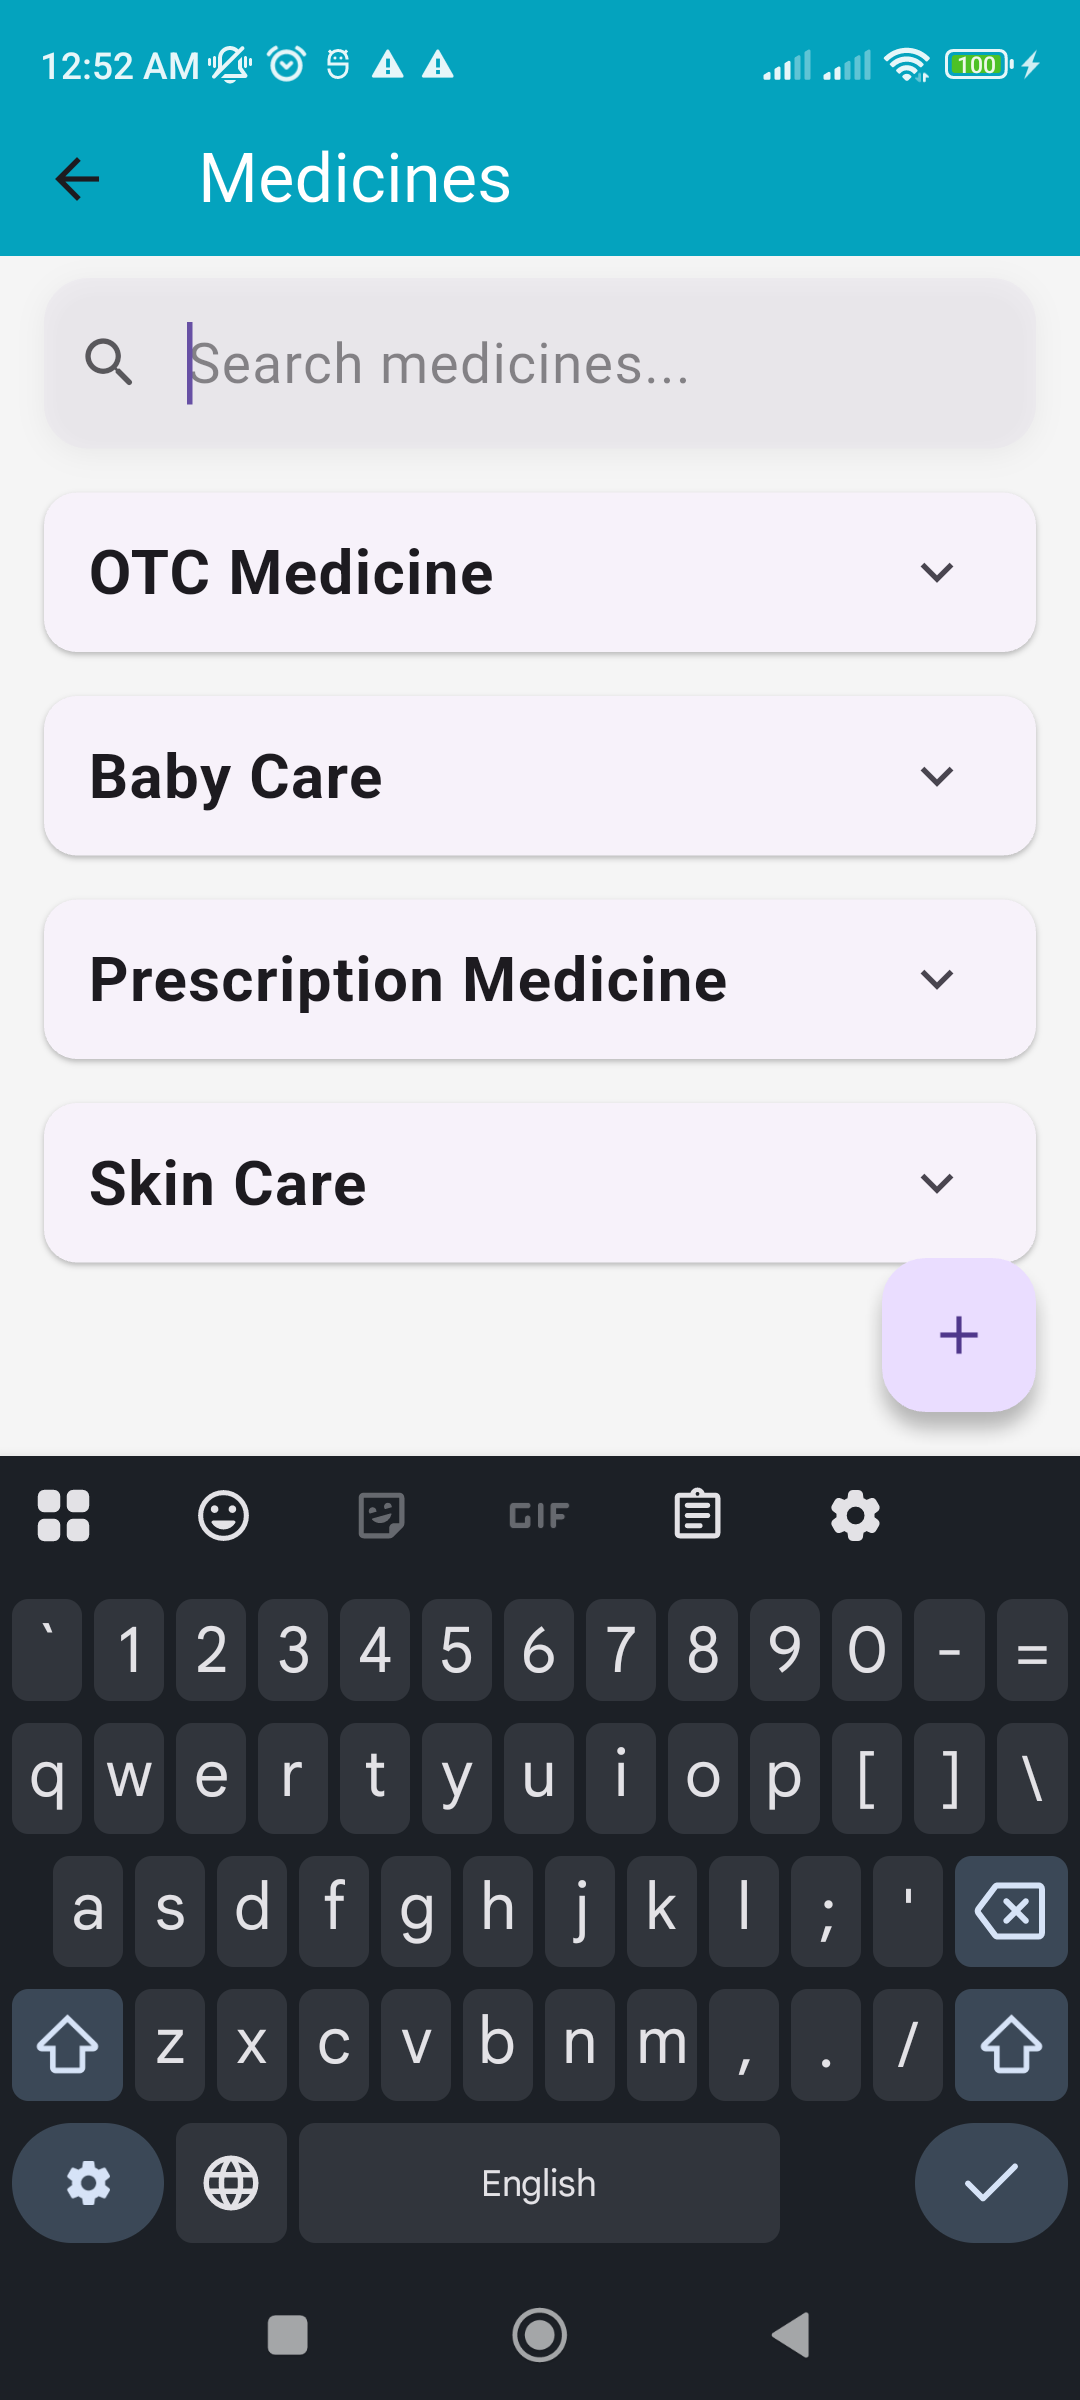 12:52 AM
100
Medicines
Search medicines...
OTC Medicine
Baby Care
Prescription Medicine
Skin Care
+
GIF
` 1 2 3 4 5 6 7 8 9 0 - =
q w e r t y u i o p [ ] \
a s d f g h j k l ; '
z x c v b n m , . /
English